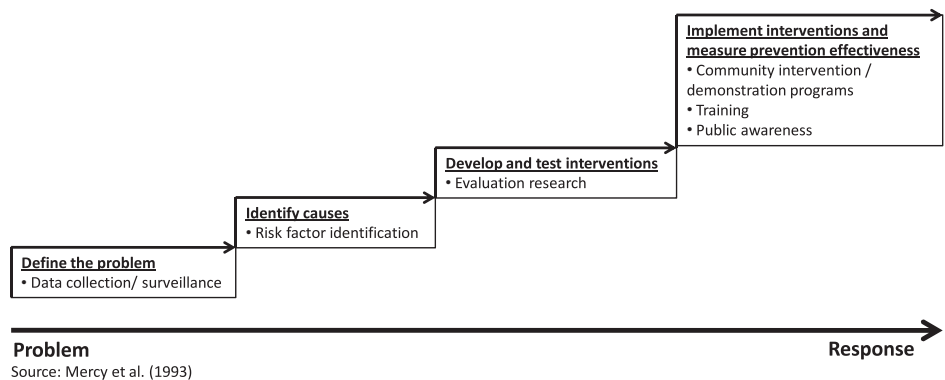 Implement interventions and
measure prevention effectiveness
• Community intervention /
demonstration programs
• Training
• Public awareness
Develop and test interventions
• Evaluation research
Identify causes
• Risk factor identification
Define the problem
• Data collection/ surveillance
Problem
Response
Source: Mercy et al. (1993)